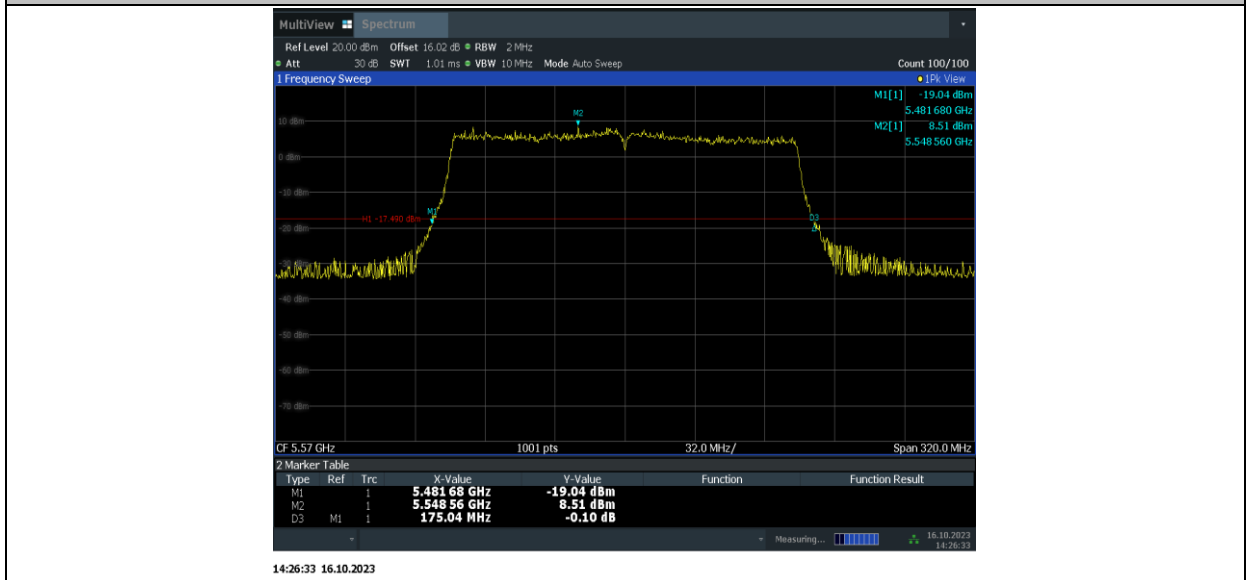 MultiView Spectrum
Ref Level 20.00 dBm Offset 16.02 dB RBW 2 MHz
Att 30 dB SWT 1.01 ms VBW 10 MHz Mode Auto Sweep Count 100/100
1 Frequency Sweep 1Pk View
M1[1] -19.04 dBm
5.481 680 GHz
M2[1] 8.51 dBm
5.548 560 GHz
M2
10 dBm
0 dBm
-10 dBm
M1
H1 -17.490 dBm
D3
-20 dBm
-30 dBm
-40 dBm
-50 dBm
-60 dBm
-70 dBm
CF 5.57 GHz 1001 pts 32.0 MHz/ Span 320.0 MHz
2 Marker Table
Type Ref Trc X-Value Y-Value Function Function Result
M1 1 5.481 68 GHz -19.04 dBm
M2 1 5.548 56 GHz 8.51 dBm
D3 M1 1 175.04 MHz -0.10 dB
Measuring... 16.10.2023
14:26:33
14:26:33 16.10.2023